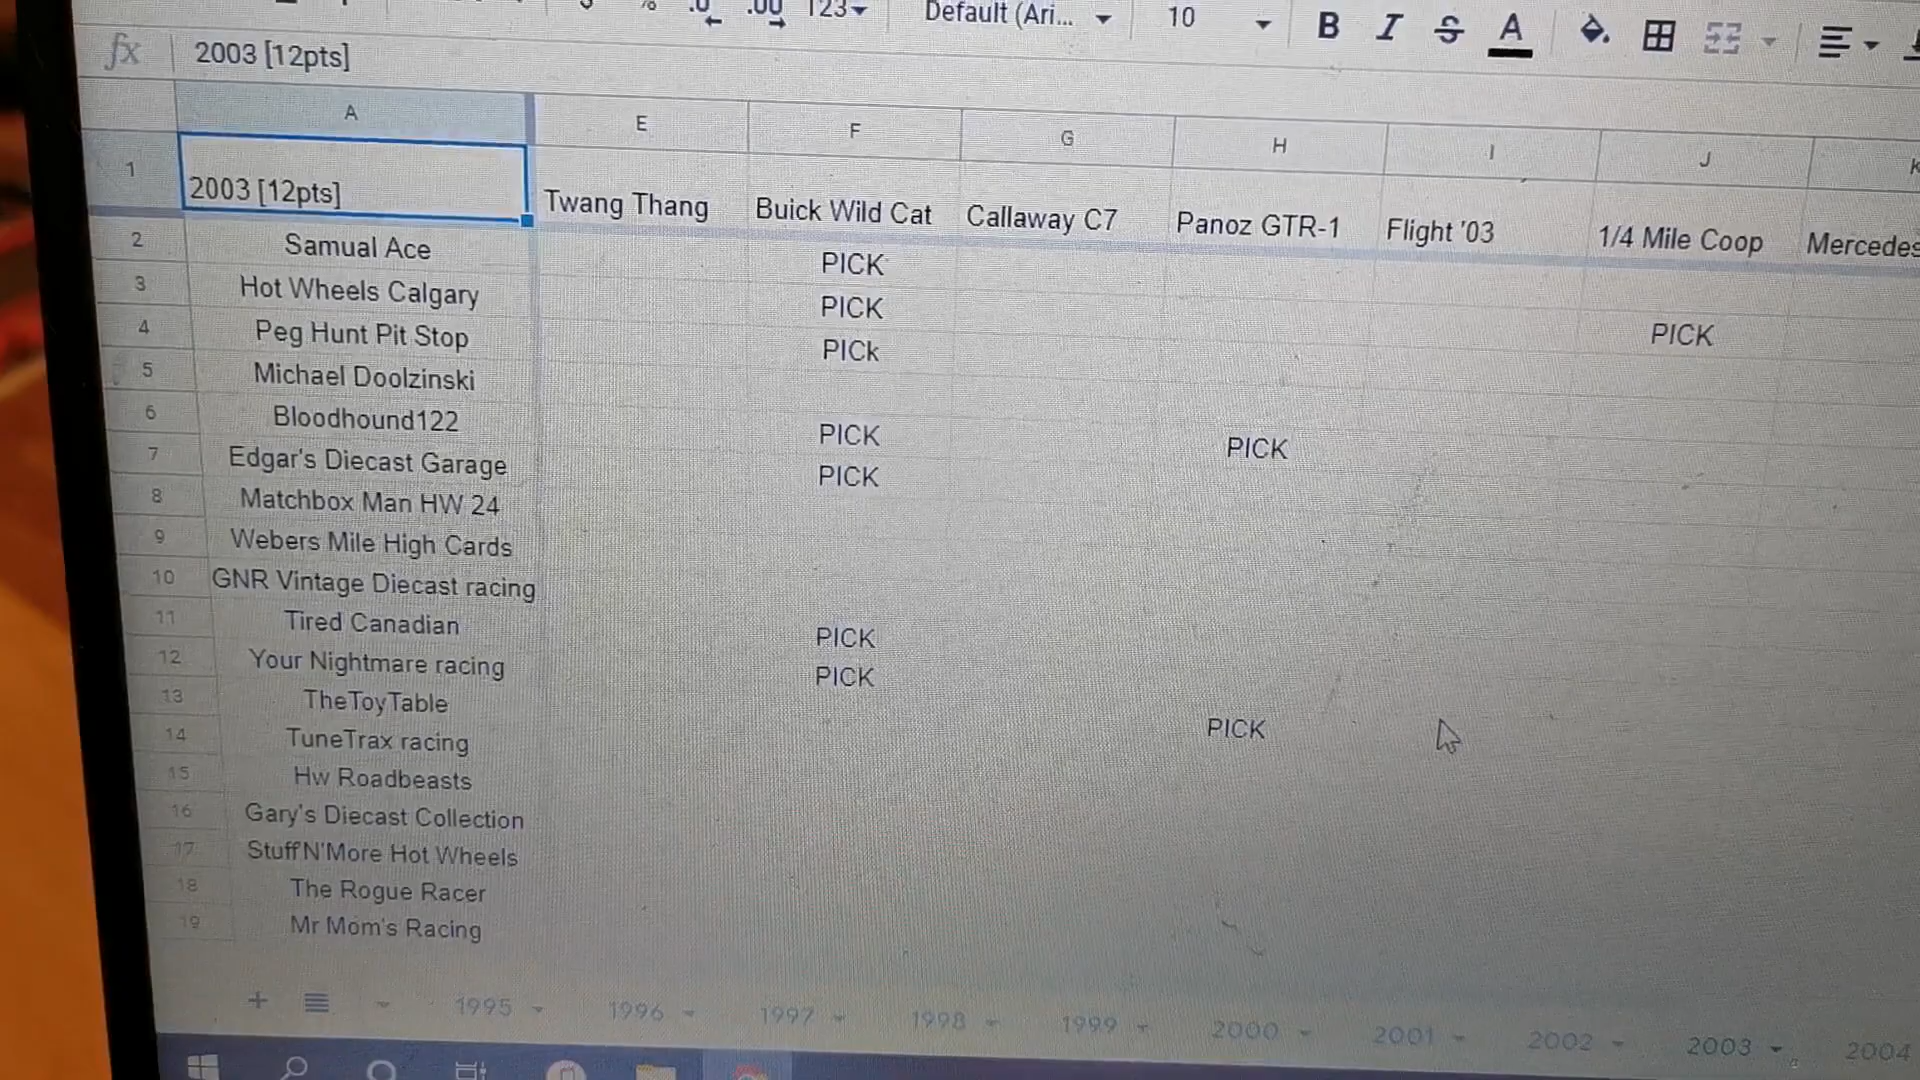 .0 .00 123 Default (Ari... 10 B I S A
fx 2003 [12pts]
A E F G H I J K
1 2003 [12pts] Twang Thang Buick Wild Cat Callaway C7 Panoz GTR-1 Flight '03 1/4 Mile Coop Mercedes
2 Samual Ace PICK
3 Hot Wheels Calgary PICK PICK
4 Peg Hunt Pit Stop PICk
5 Michael Doolzinski
6 Bloodhound122 PICK PICK
7 Edgar's Diecast Garage PICK
8 Matchbox Man HW 24
9 Webers Mile High Cards
10 GNR Vintage Diecast racing
11 Tired Canadian PICK
12 Your Nightmare racing PICK
13 TheToyTable PICK
14 TuneTrax racing
15 Hw Roadbeasts
16 Gary's Diecast Collection
17 StuffN'More Hot Wheels
18 The Rogue Racer
19 Mr Mom's Racing
+ 1995 1996 1997 1998 1999 2000 2001 2002 2003 2004